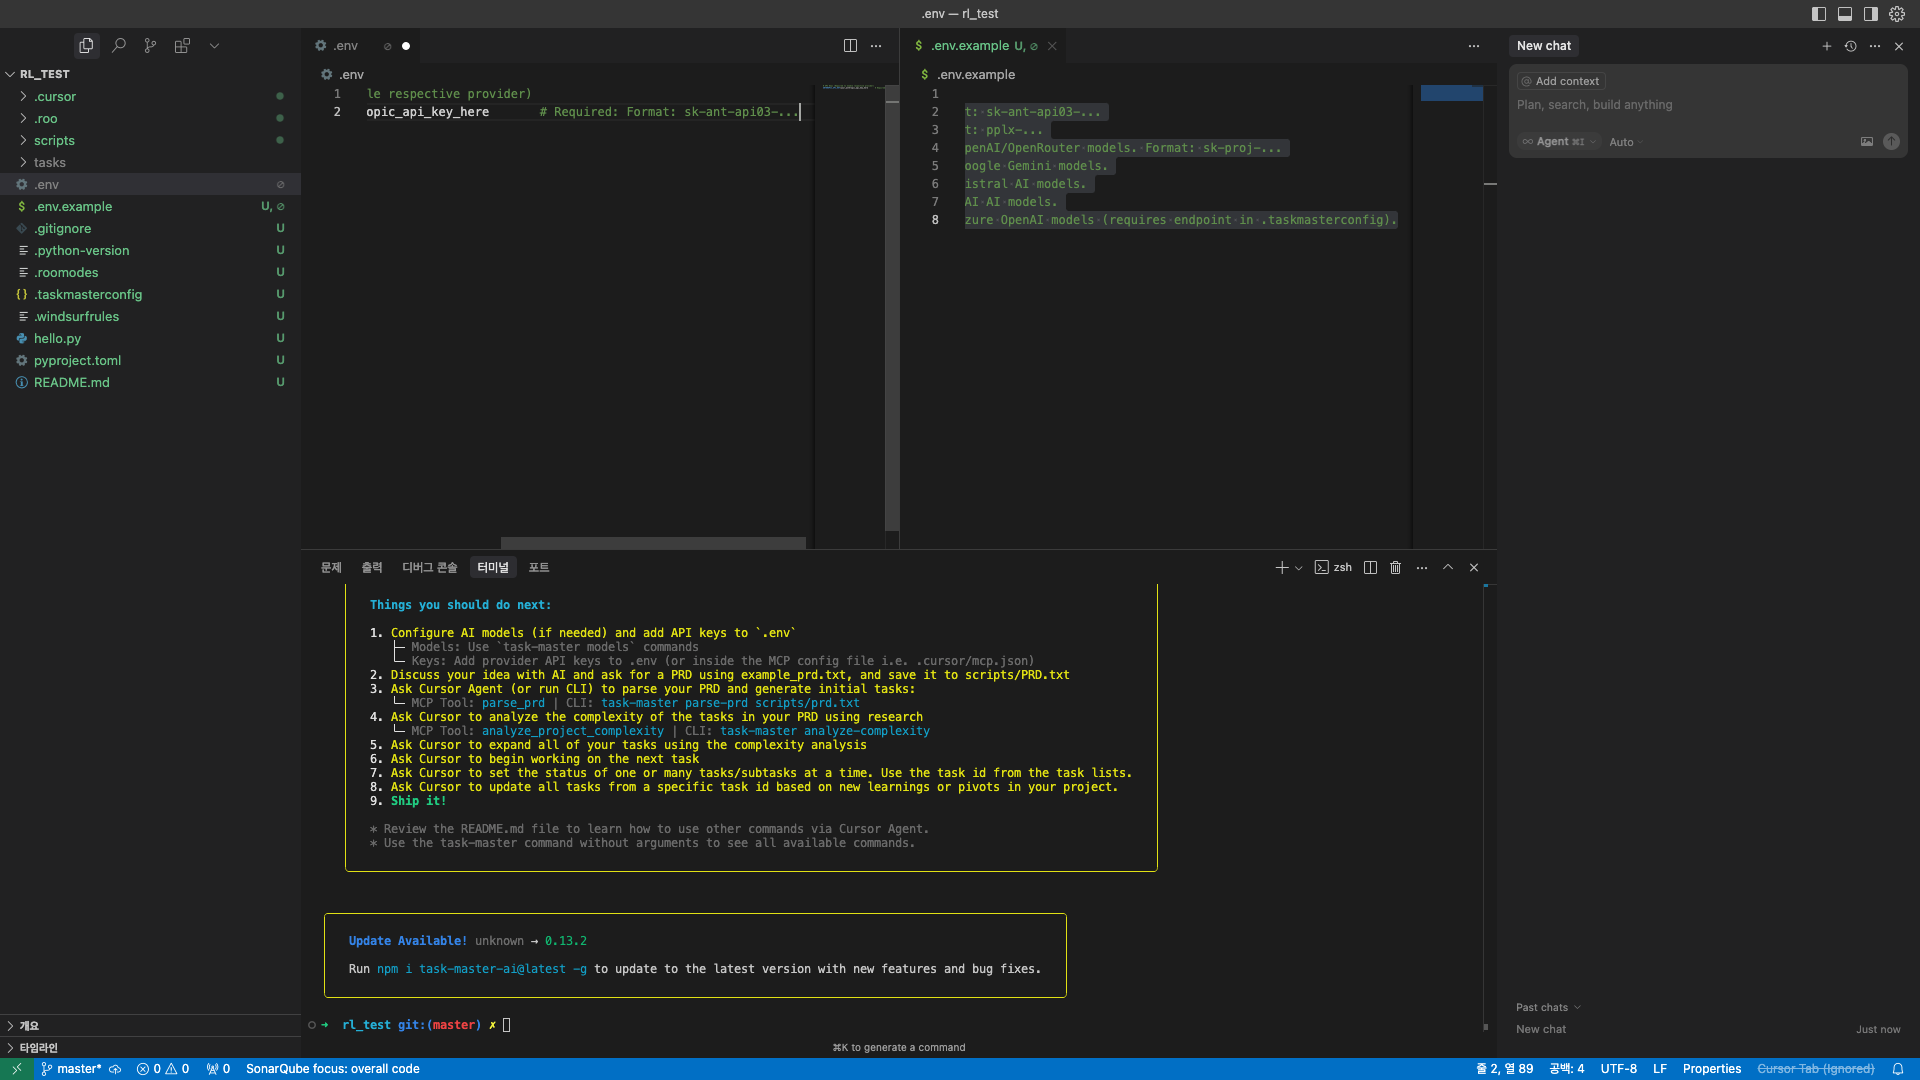 .env — rl_test
RL_TEST
.cursor
.roo
scripts
tasks
.env
.env.example U,
.gitignore U
.python-version U
.roomodes U
.taskmasterconfig U
.windsurfrules U
hello.py U
pyproject.toml U
README.md U
개요
타임라인
.env
.env
1 le respective provider)
2 opic_api_key_here # Required: Format: sk-ant-api03-...
$ .env.example U,
$ .env.example
1
2 t: sk-ant-api03-...
3 t: pplx-...
4 penAI/OpenRouter models. Format: sk-proj-...
5 oogle Gemini models.
6 istral AI models.
7 AI AI models.
8 zure OpenAI models (requires endpoint in .taskmasterconfig).
문제 출력 디버그 콘솔 터미널 포트
zsh
Things you should do next:
1. Configure AI models (if needed) and add API keys to `.env`
├─ Models: Use `task-master models` commands
└─ Keys: Add provider API keys to .env (or inside the MCP config file i.e. .cursor/mcp.json)
2. Discuss your idea with AI and ask for a PRD using example_prd.txt, and save it to scripts/PRD.txt
3. Ask Cursor Agent (or run CLI) to parse your PRD and generate initial tasks:
└─ MCP Tool: parse_prd | CLI: task-master parse-prd scripts/prd.txt
4. Ask Cursor to analyze the complexity of the tasks in your PRD using research
└─ MCP Tool: analyze_project_complexity | CLI: task-master analyze-complexity
5. Ask Cursor to expand all of your tasks using the complexity analysis
6. Ask Cursor to begin working on the next task
7. Ask Cursor to set the status of one or many tasks/subtasks at a time. Use the task id from the task lists.
8. Ask Cursor to update all tasks from a specific task id based on new learnings or pivots in your project.
9. Ship it!
* Review the README.md file to learn how to use other commands via Cursor Agent.
* Use the task-master command without arguments to see all available commands.
Update Available! unknown → 0.13.2
Run npm i task-master-ai@latest -g to update to the latest version with new features and bug fixes.
→ rl_test git:(master) ✗
⌘K to generate a command
New chat
@ Add context
Plan, search, build anything
∞ Agent ⌘I Auto
Past chats
New chat Just now
master* 0 0 0 SonarQube focus: overall code
줄 2, 열 89 공백: 4 UTF-8 LF Properties Cursor Tab (Ignored)